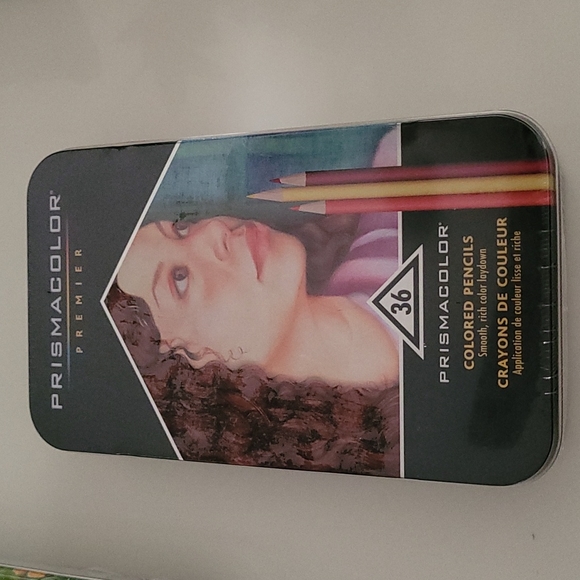 PRISMACOLOR®
PREMIER
36
PRISMACOLOR®
COLORED PENCILS
Smooth, rich color laydown
CRAYONS DE COULEUR
Application de couleur lisse et riche